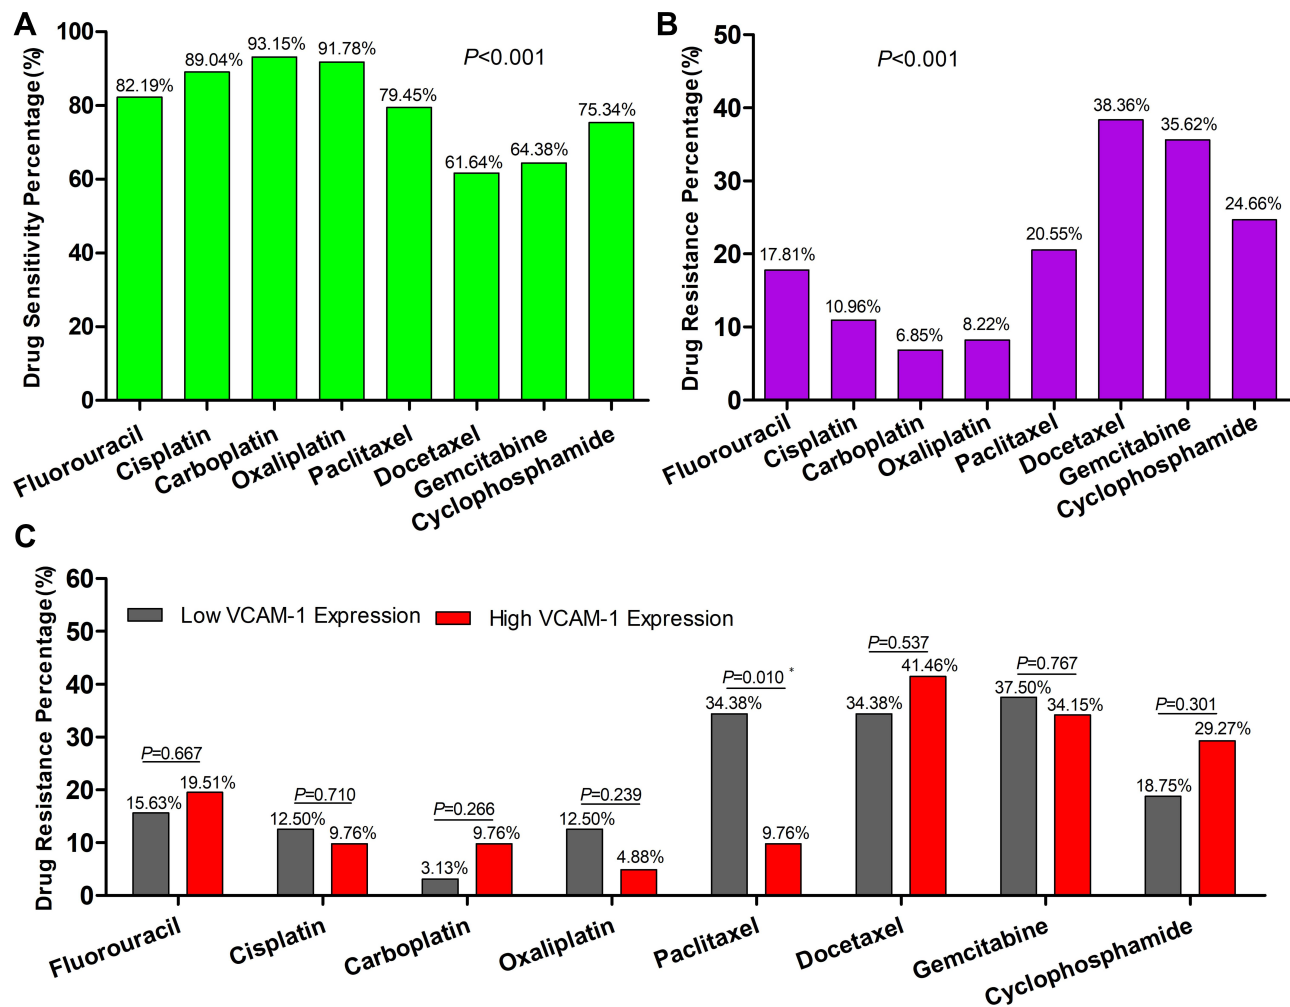 A
Drug Sensitivity Percentage(%)
100
80
60
40
20
0
82.19%
89.04%
93.15%
91.78%
79.45%
61.64%
64.38%
75.34%
P<0.001
Fluorouracil
Cisplatin
Carboplatin
Oxaliplatin
Paclitaxel
Docetaxel
Gemcitabine
Cyclophosphamide
B
Drug Resistance Percentage(%)
50
40
30
20
10
0
P<0.001
17.81%
10.96%
6.85%
8.22%
20.55%
38.36%
35.62%
24.66%
Fluorouracil
Cisplatin
Carboplatin
Oxaliplatin
Paclitaxel
Docetaxel
Gemcitabine
Cyclophosphamide
C
Drug Resistance Percentage(%)
60
50
40
30
20
10
0
Low VCAM-1 Expression
High VCAM-1 Expression
P=0.667
15.63%
19.51%
P=0.710
12.50%
9.76%
P=0.266
3.13%
9.76%
P=0.239
12.50%
4.88%
P=0.010 *
34.38%
9.76%
P=0.537
34.38%
41.46%
P=0.767
37.50%
34.15%
P=0.301
18.75%
29.27%
Fluorouracil
Cisplatin
Carboplatin
Oxaliplatin
Paclitaxel
Docetaxel
Gemcitabine
Cyclophosphamide